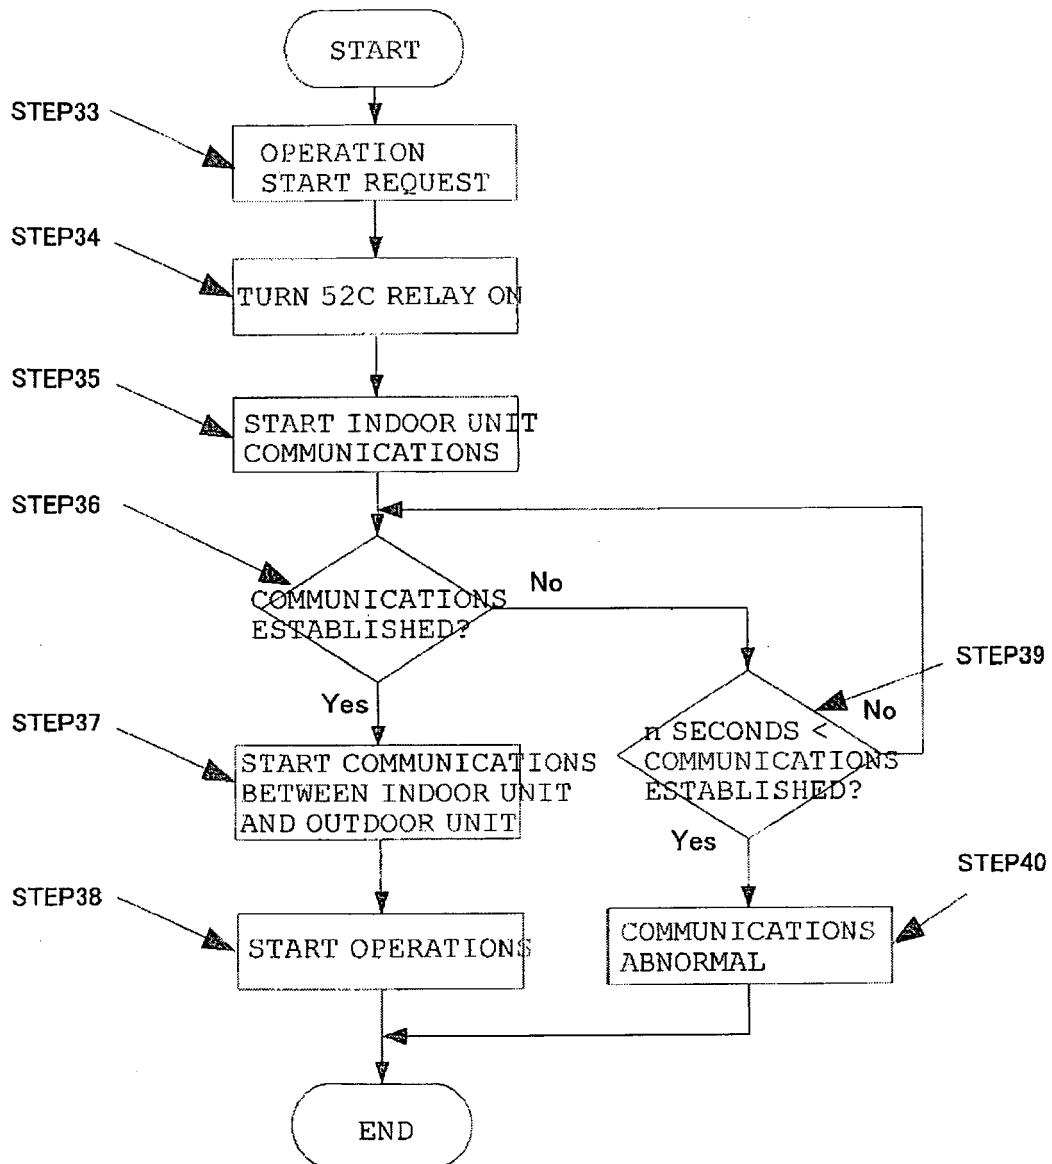 START
STEP33
OPERATION
START REQUEST
STEP34
TURN 52C RELAY ON
STEP35
START INDOOR UNIT
COMMUNICATIONS
STEP36
COMMUNICATIONS
ESTABLISHED?
No
Yes
STEP39
n SECONDS <
COMMUNICATIONS
ESTABLISHED?
No
Yes
STEP37
START COMMUNICATIONS
BETWEEN INDOOR UNIT
AND OUTDOOR UNIT
STEP38
START OPERATIONS
STEP40
COMMUNICATIONS
ABNORMAL
END